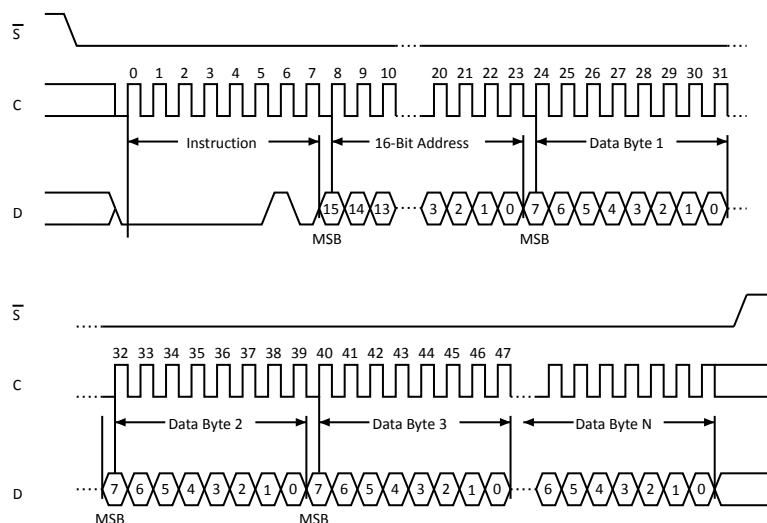 S
0 1 2 3 4 5 6 7 8 9 10 20 21 22 23 24 25 26 27 28 29 30 31
C
Instruction 16-Bit Address Data Byte 1
D 15 14 13 3 2 1 0 7 6 5 4 3 2 1 0
MSB MSB
S
32 33 34 35 36 37 38 39 40 41 42 43 44 45 46 47
C
Data Byte 2 Data Byte 3 Data Byte N
D 7 6 5 4 3 2 1 0 7 6 5 4 3 2 1 0 6 5 4 3 2 1 0
MSB MSB